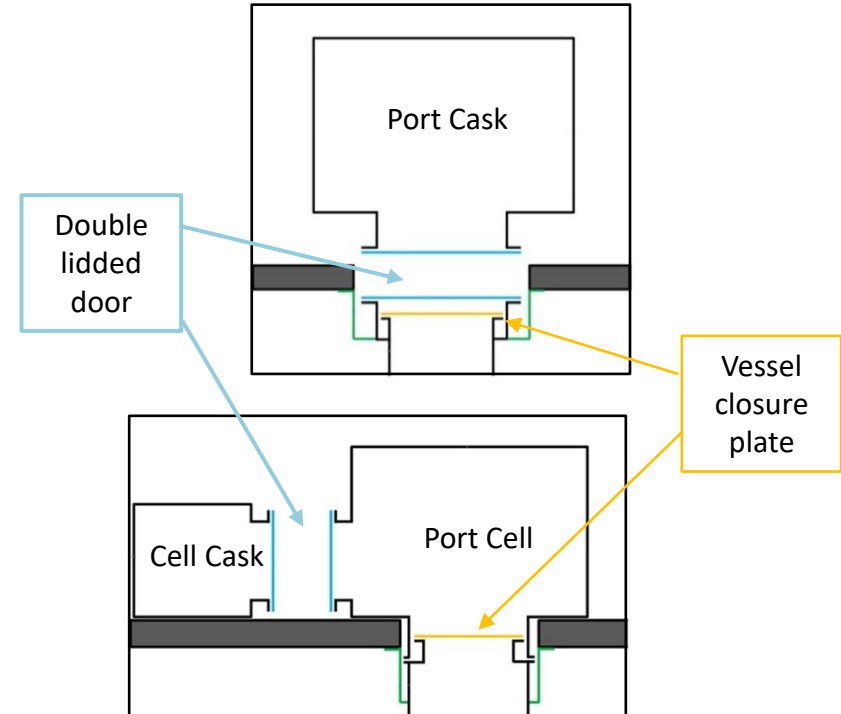 Port Cask
Double
lidded
door
Vessel
closure
plate
Cell Cask
Port Cell